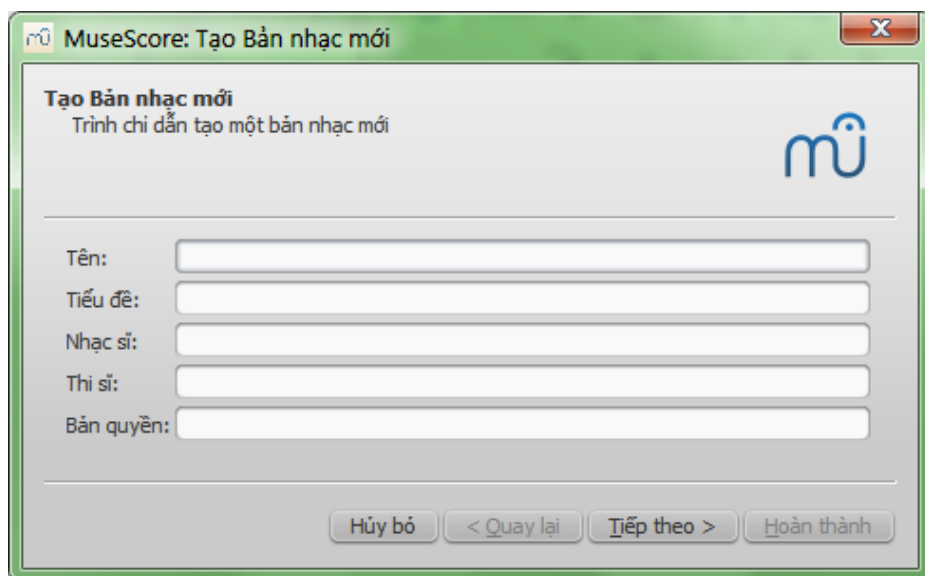 MuseScore: Tạo Bản nhạc mới
Tạo Bản nhạc mới
Trình chỉ dẫn tạo một bản nhạc mới
Tên:
Tiểu đề:
Nhạc sĩ:
Thi sĩ:
Bản quyền:
Hủy bỏ < Quay lại Tiếp theo > Hoàn thành